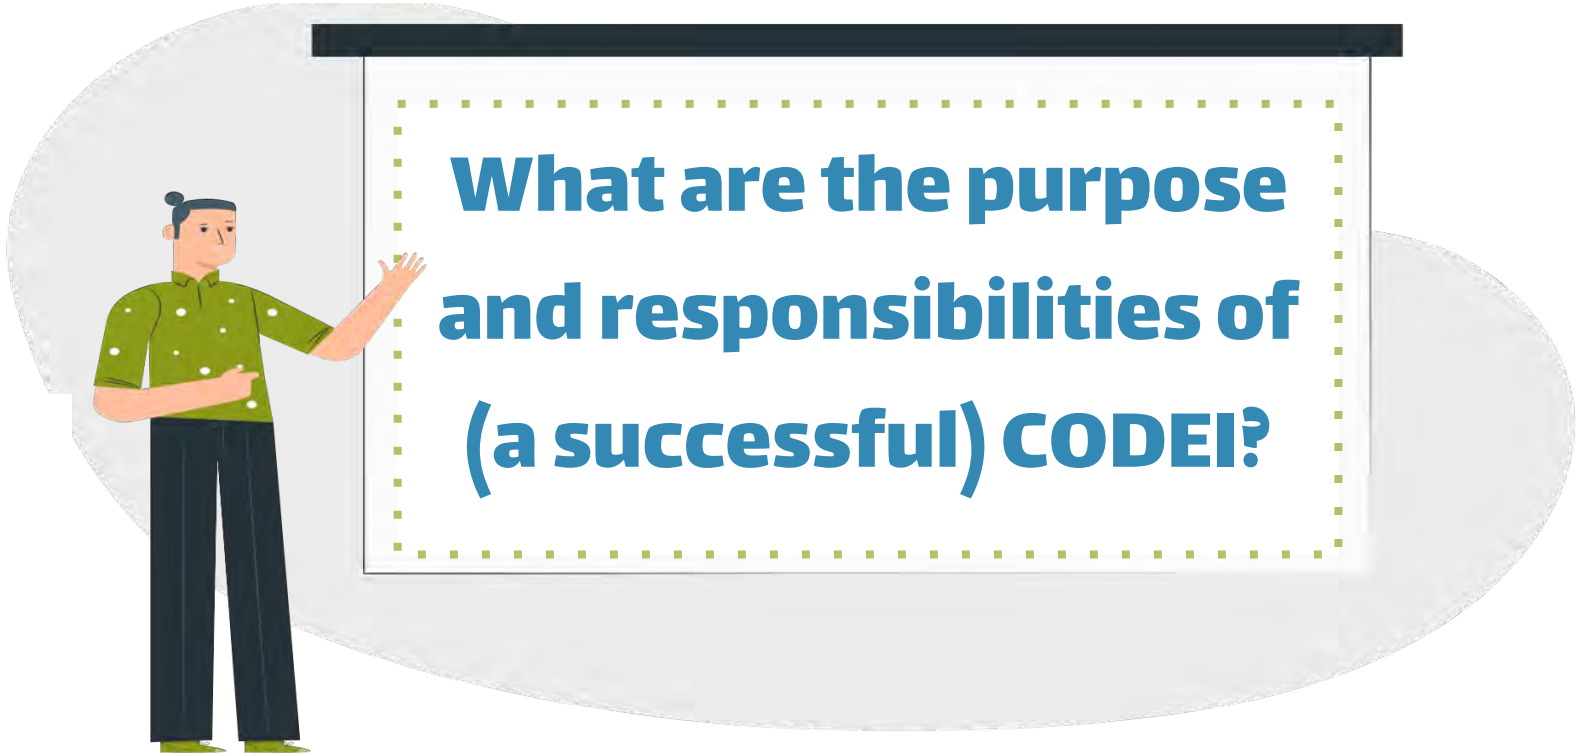 What are the purpose
and responsibilities of
(a successful) CODEI?